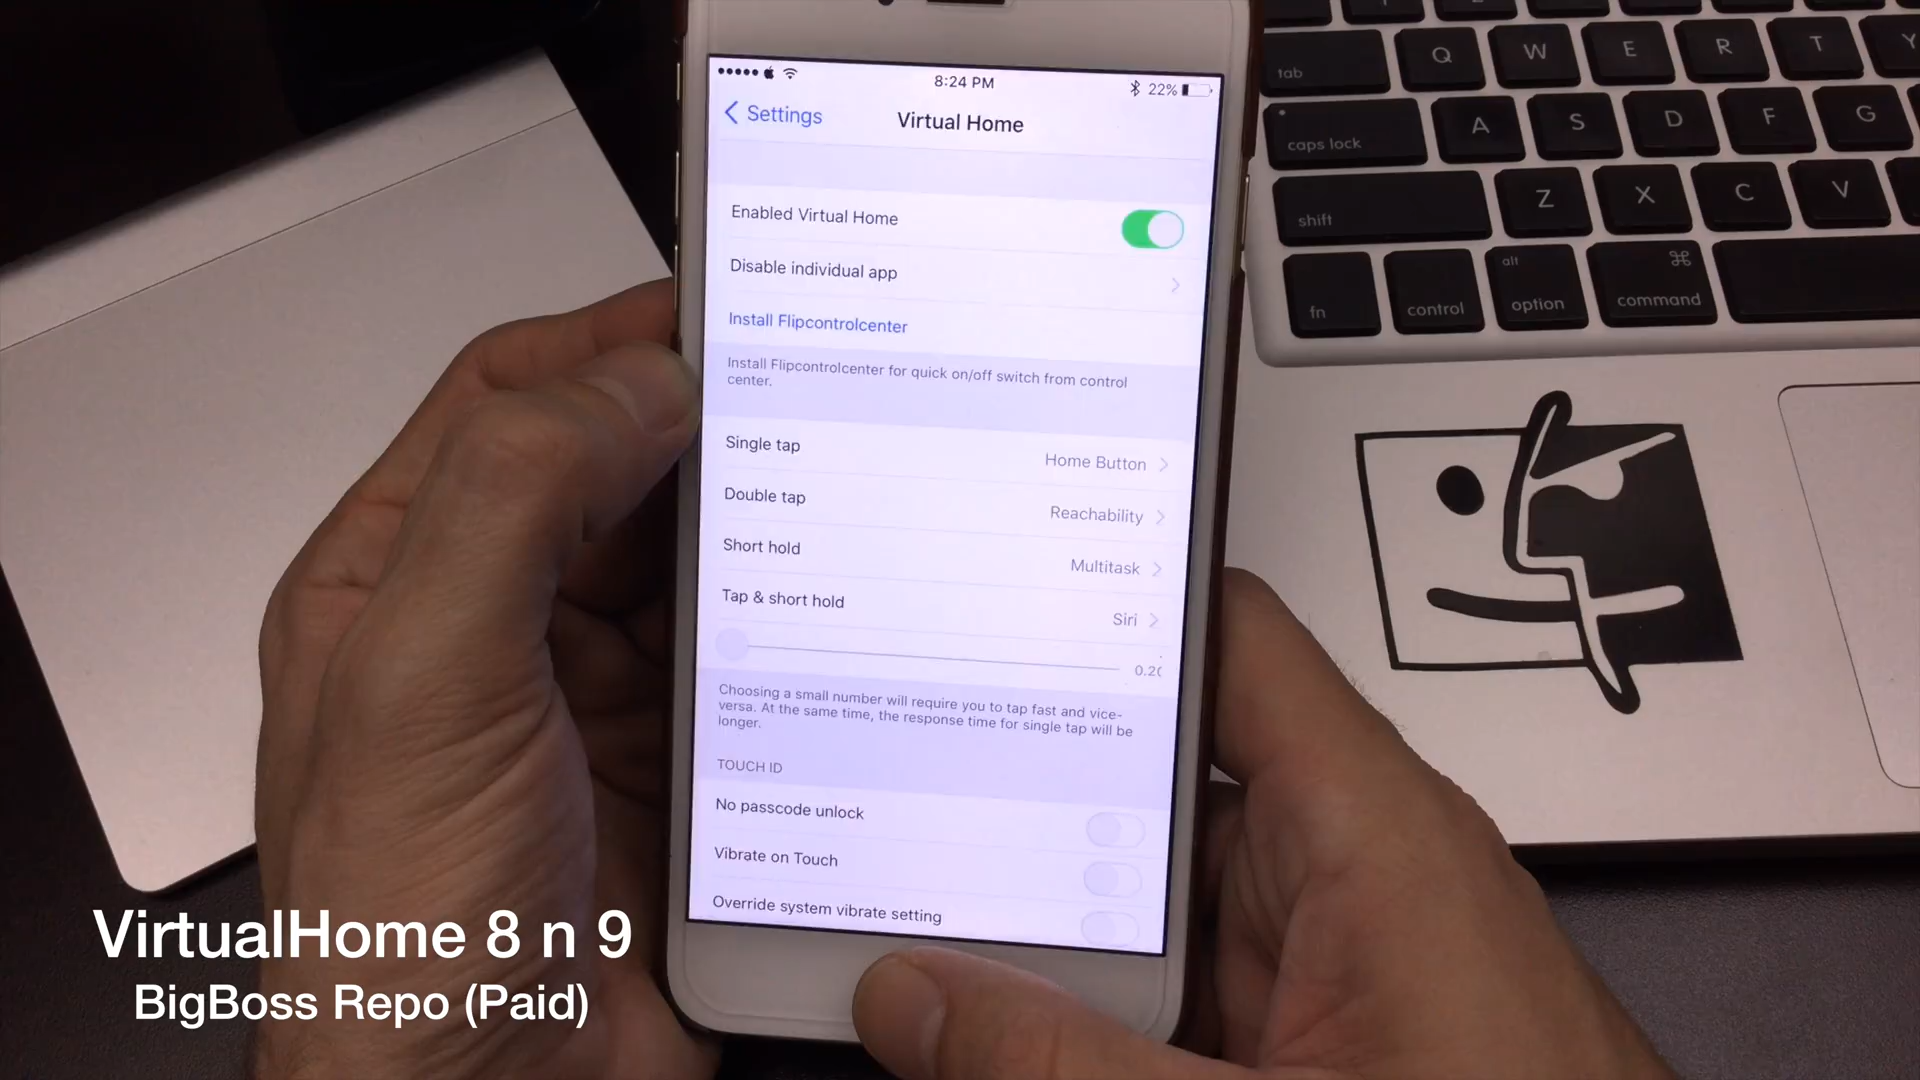 8:24 PM
22%
Settings
Virtual Home
Enabled Virtual Home
Disable individual app
Install Flipcontrolcenter
Install Flipcontrolcenter for quick on/off switch from control
center.
Single tap
Home Button
Double tap
Reachability
Short hold
Multitask
Tap & short hold
Siri
Choosing a small number will require you to tap fast and vice-
versa. At the same time, the response time for single tap will be
longer.
TOUCH ID
No passcode unlock
Vibrate on Touch
Override system vibrate setting
VirtualHome 8 n 9
BigBoss Repo (Paid)
tab
Q W E R T Y
caps lock
A S D F G
shift
Z X C V
fn
control
alt
option
⌘
command